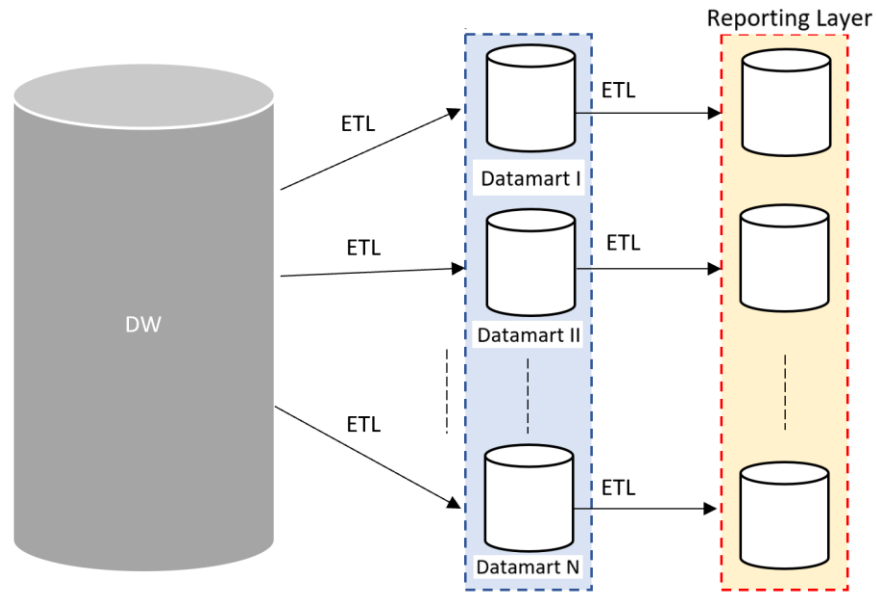 Reporting Layer
ETL
ETL
Datamart I
ETL
ETL
DW
Datamart II
ETL
ETL
Datamart N